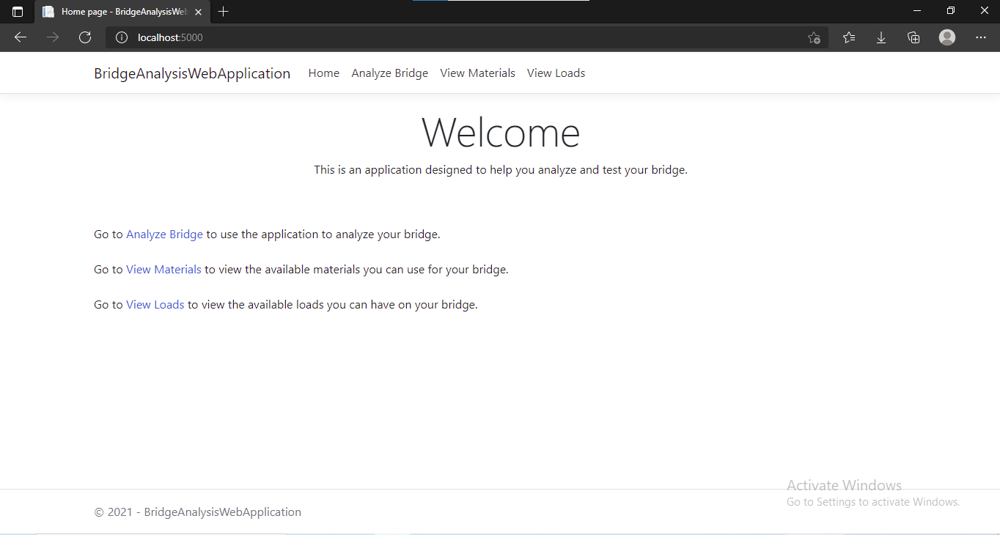 Home page - BridgeAnalysisWeb
localhost:5000
BridgeAnalysisWebApplication Home Analyze Bridge View Materials View Loads
Welcome
This is an application designed to help you analyze and test your bridge.
Go to Analyze Bridge to use the application to analyze your bridge.
Go to View Materials to view the available materials you can use for your bridge.
Go to View Loads to view the available loads you can have on your bridge.
Activate Windows
Go to Settings to activate Windows.
© 2021 - BridgeAnalysisWebApplication